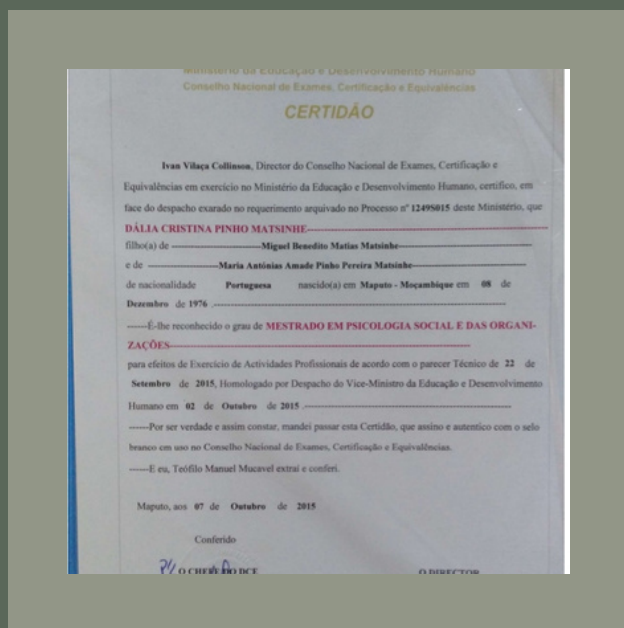 Ministério da Educação e Desenvolvimento Humano
Conselho Nacional de Exames, Certificação e Equivalências
CERTIDÃO
Ivan Vilaça Collinson, Director do Conselho Nacional de Exames, Certificação e
Equivalências em exercício no Ministério da Educação e Desenvolvimento Humano, certifico, em
face do despacho exarado no requerimento arquivado no Processo nº 12495015 deste Ministério, que
DÁLIA CRISTINA PINHO MATSINHE
filho(a) de Miguel Benedito Matias Matsinhe
e de Maria Antónias Amade Pinho Pereira Matsinhe
de nacionalidade Portuguesa nascido(a) em Maputo - Moçambique em 08 de
Dezembro de 1976 .
É-lhe reconhecido o grau de MESTRADO EM PSICOLOGIA SOCIAL E DAS ORGANI-
ZAÇÕES
para efeitos de Exercício de Actividades Profissionais de acordo com o parecer Técnico de 22 de
Setembro de 2015, Homologado por Despacho do Vice-Ministro da Educação e Desenvolvimento
Humano em 02 de Outubro de 2015 .
Por ser verdade e assim constar, mandei passar esta Certidão, que assino e autentico com o selo
branco em uso no Conselho Nacional de Exames, Certificação e Equivalências.
E eu, Teófilo Manuel Mucavel extraí e conferi.
Maputo, aos 07 de Outubro de 2015
Conferido
O CHEFE DO DCE O DIRECTOR